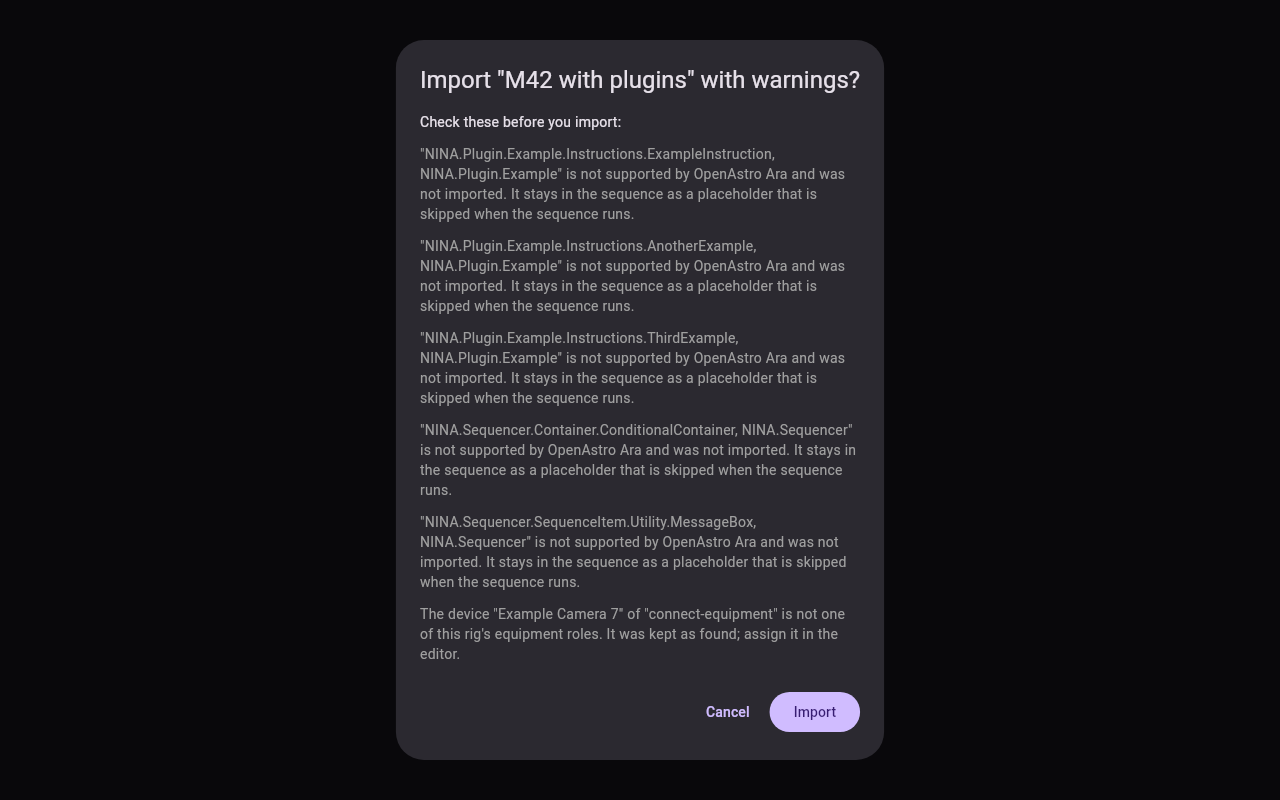 Import "M42 with plugins" with warnings?
Check these before you import:
"NINA.Plugin.Example.Instructions.ExampleInstruction,
NINA.Plugin.Example" is not supported by OpenAstro Ara and was
not imported. It stays in the sequence as a placeholder that is
skipped when the sequence runs.
"NINA.Plugin.Example.Instructions.AnotherExample,
NINA.Plugin.Example" is not supported by OpenAstro Ara and was
not imported. It stays in the sequence as a placeholder that is
skipped when the sequence runs.
"NINA.Plugin.Example.Instructions.ThirdExample,
NINA.Plugin.Example" is not supported by OpenAstro Ara and was
not imported. It stays in the sequence as a placeholder that is
skipped when the sequence runs.
"NINA.Sequencer.Container.ConditionalContainer, NINA.Sequencer"
is not supported by OpenAstro Ara and was not imported. It stays in
the sequence as a placeholder that is skipped when the sequence
runs.
"NINA.Sequencer.SequenceItem.Utility.MessageBox,
NINA.Sequencer" is not supported by OpenAstro Ara and was not
imported. It stays in the sequence as a placeholder that is skipped
when the sequence runs.
The device "Example Camera 7" of "connect-equipment" is not one
of this rig's equipment roles. It was kept as found; assign it in the
editor.
Cancel
Import